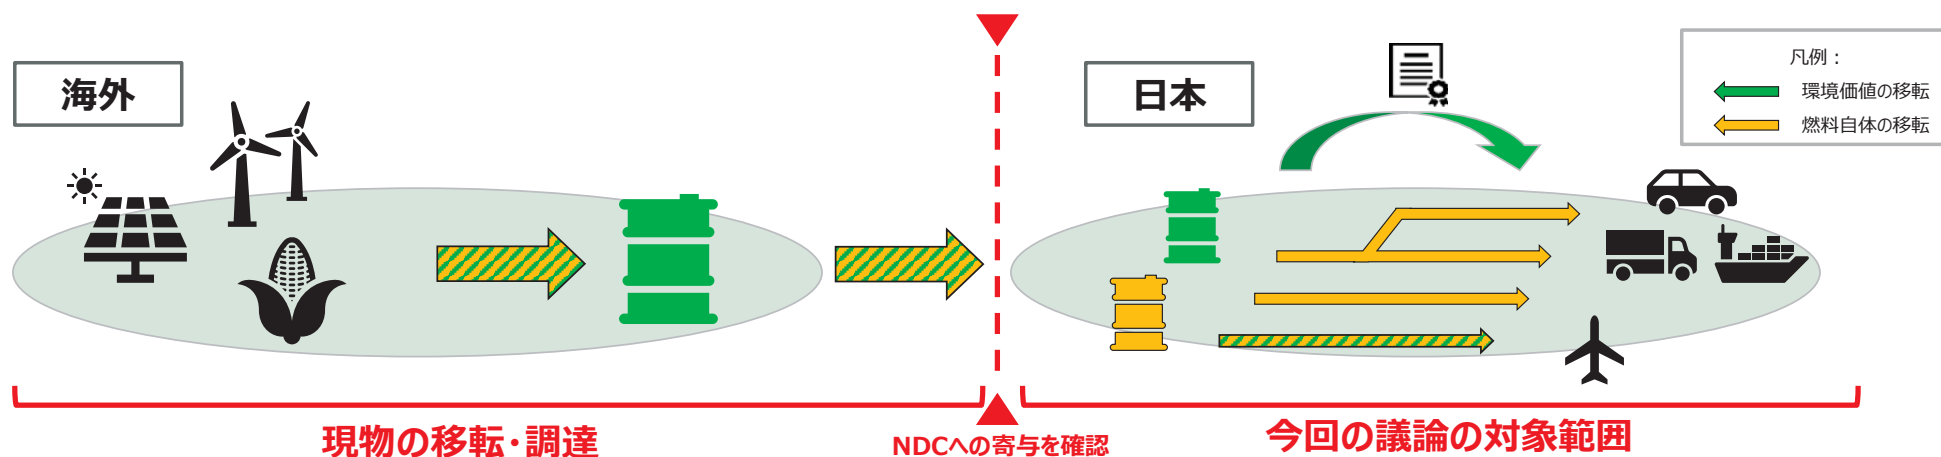 海外
日本
凡例：
環境価値の移転
燃料自体の移転
現物の移転・調達
NDCへの寄与を確認
今回の議論の対象範囲